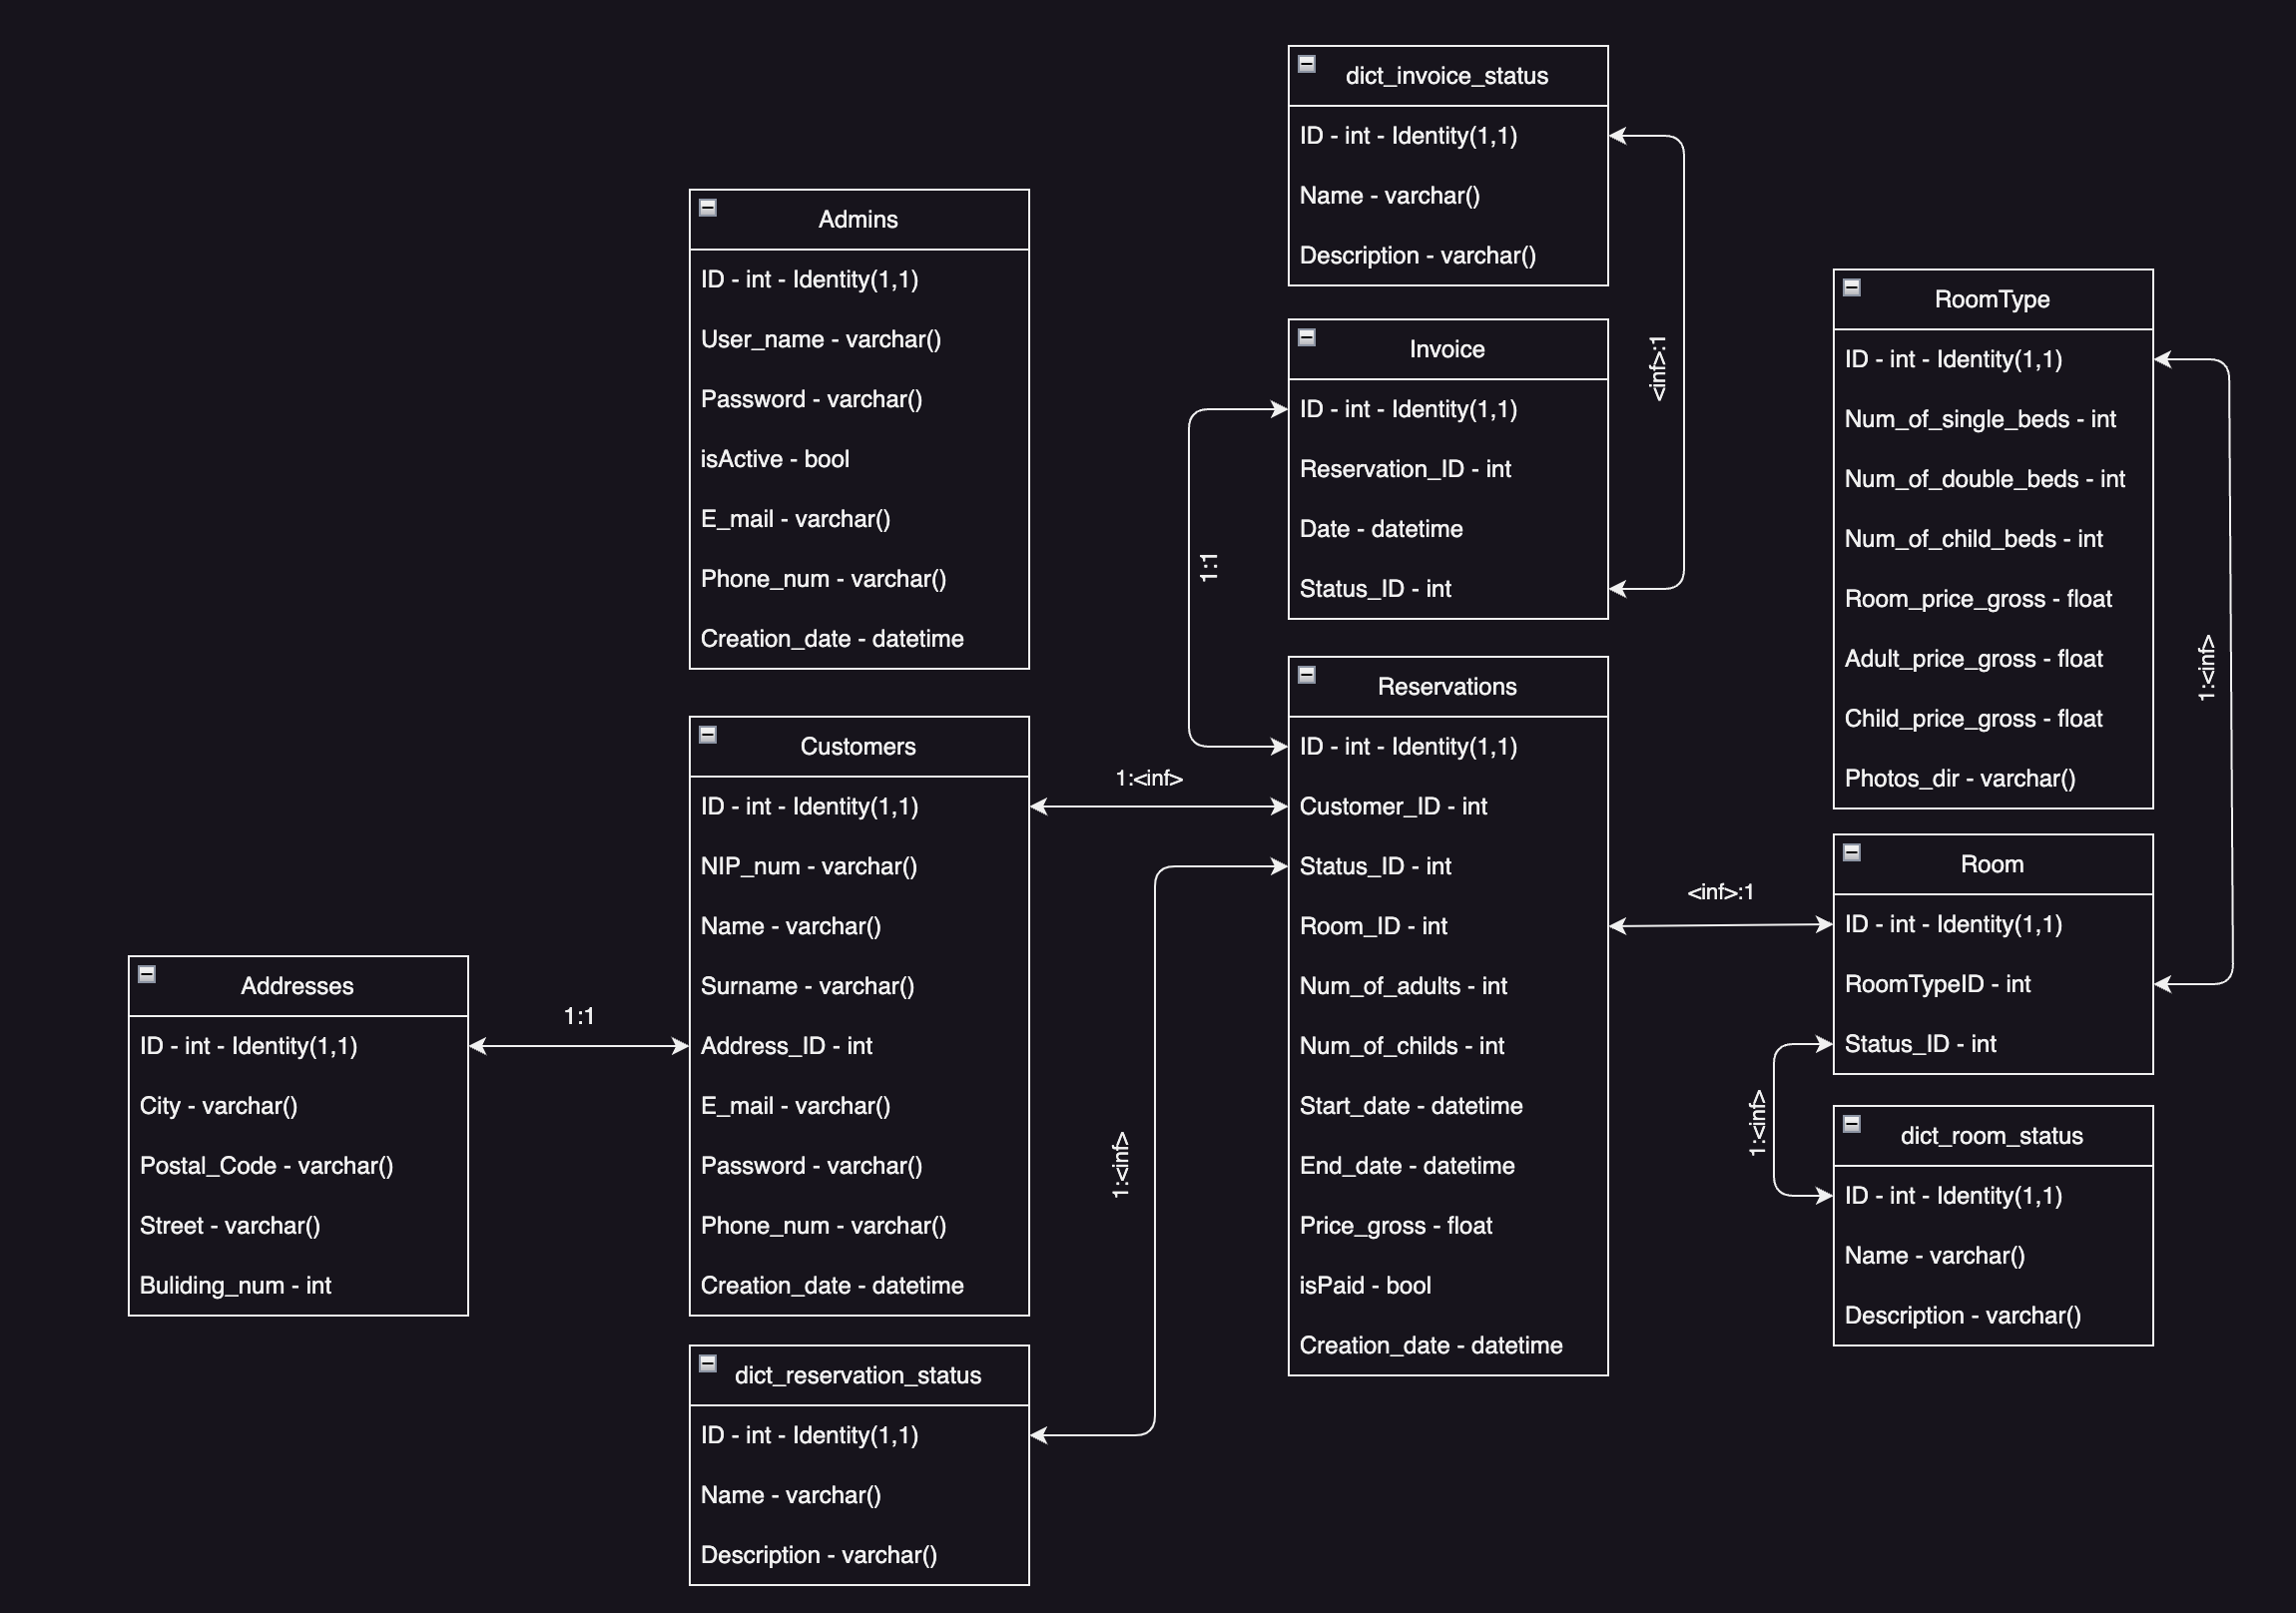 dict_invoice_status
ID - int - Identity(1,1)
Name - varchar()
Description - varchar()
<inf>:1
Admins
ID - int - Identity(1,1)
User_name - varchar()
Password - varchar()
isActive - bool
E_mail - varchar()
Phone_num - varchar()
Creation_date - datetime
Invoice
ID - int - Identity(1,1)
Reservation_ID - int
Date - datetime
Status_ID - int
1:1
RoomType
ID - int - Identity(1,1)
Num_of_single_beds - int
Num_of_double_beds - int
Num_of_child_beds - int
Room_price_gross - float
Adult_price_gross - float
Child_price_gross - float
Photos_dir - varchar()
1:<inf>
Customers
ID - int - Identity(1,1)
NIP_num - varchar()
Name - varchar()
Surname - varchar()
Address_ID - int
E_mail - varchar()
Password - varchar()
Phone_num - varchar()
Creation_date - datetime
1:<inf>
Reservations
ID - int - Identity(1,1)
Customer_ID - int
Status_ID - int
Room_ID - int
Num_of_adults - int
Num_of_childs - int
Start_date - datetime
End_date - datetime
Price_gross - float
isPaid - bool
Creation_date - datetime
<inf>:1
Room
ID - int - Identity(1,1)
RoomTypeID - int
Status_ID - int
1:<inf>
Addresses
ID - int - Identity(1,1)
City - varchar()
Postal_Code - varchar()
Street - varchar()
Buliding_num - int
1:1
1:<inf>
dict_room_status
ID - int - Identity(1,1)
Name - varchar()
Description - varchar()
dict_reservation_status
ID - int - Identity(1,1)
Name - varchar()
Description - varchar()